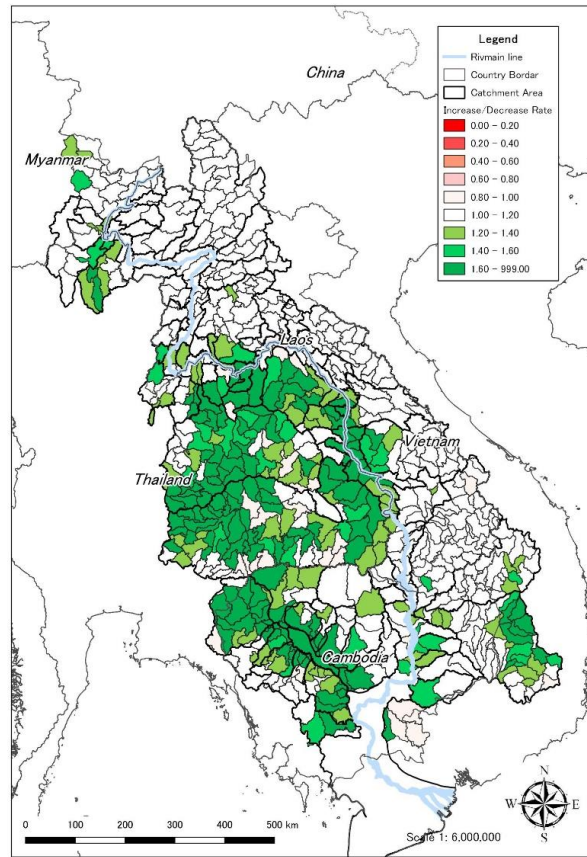 Legend
Rivmain line
Country Bordar
Catchment Area
Increase/Decrease Rate
0.00 - 0.20
0.20 - 0.40
0.40 - 0.60
0.60 - 0.80
0.80 - 1.00
1.00 - 1.20
1.20 - 1.40
1.40 - 1.60
1.60 - 999.00
China
Myanmar
Laos
Vietnam
Thailand
Cambodia
N
W E
S
0 100 200 300 400 500 km
Scale 1: 6,000,000